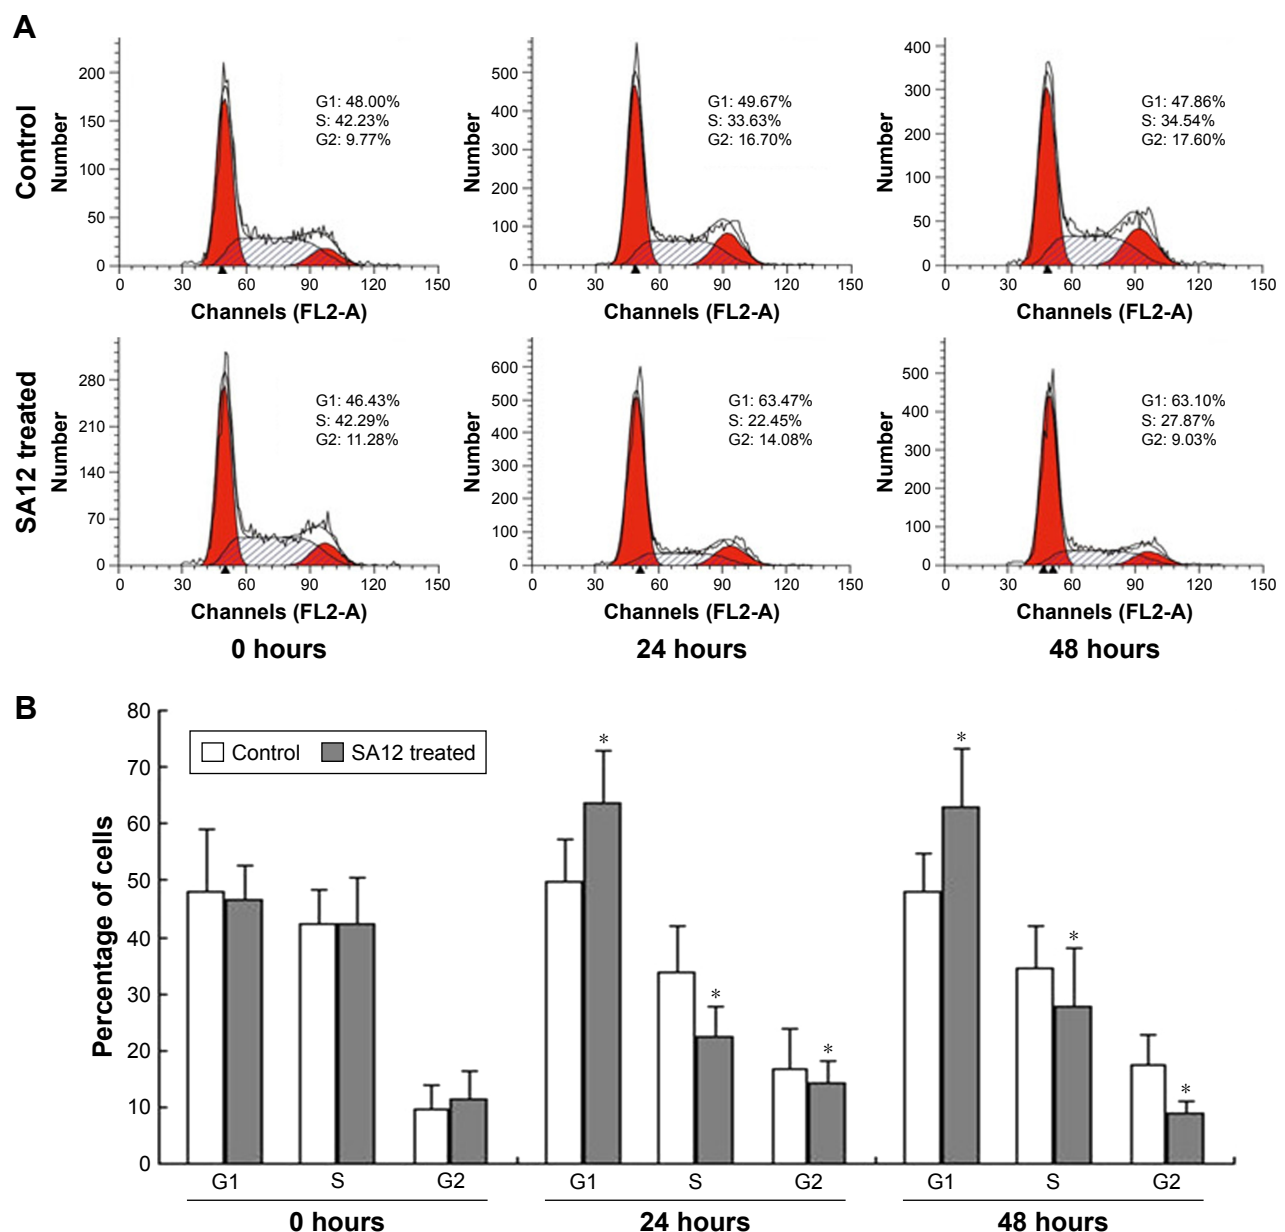 A
Control
Number
200
150
100
50
0
0 30 60 90 120 150
Channels (FL2-A)
G1: 48.00%
S: 42.23%
G2: 9.77%
Number
500
400
300
200
100
0
0 30 60 90 120 150
Channels (FL2-A)
G1: 49.67%
S: 33.63%
G2: 16.70%
Number
400
300
200
100
50
0
0 30 60 90 120 150
Channels (FL2-A)
G1: 47.86%
S: 34.54%
G2: 17.60%
SA12 treated
Number
280
210
140
70
0
0 30 60 90 120 150
Channels (FL2-A)
G1: 46.43%
S: 42.29%
G2: 11.28%
0 hours
Number
600
500
400
300
200
100
0
0 30 60 90 120 150
Channels (FL2-A)
G1: 63.47%
S: 22.45%
G2: 14.08%
24 hours
Number
500
400
300
200
100
0
0 30 60 90 120 150
Channels (FL2-A)
G1: 63.10%
S: 27.87%
G2: 9.03%
48 hours
B
Percentage of cells
80
70
60
50
40
30
20
10
0
Control SA12 treated
* * * * * *
G1 S G2 G1 S G2 G1 S G2
0 hours 24 hours 48 hours